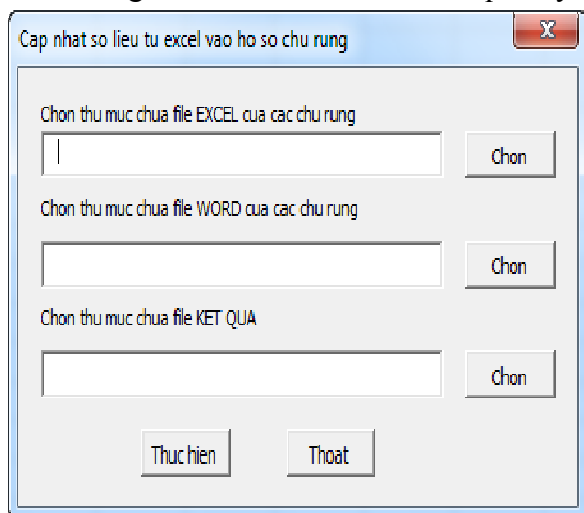 Cap nhat so lieu tu excel vao ho so chu rung
Chon thu muc chua file EXCEL cua cac chu rung
Chon
Chon thu muc chua file WORD cua cac chu rung
Chon
Chon thu muc chua file KET QUA
Chon
Thuc hien Thoat